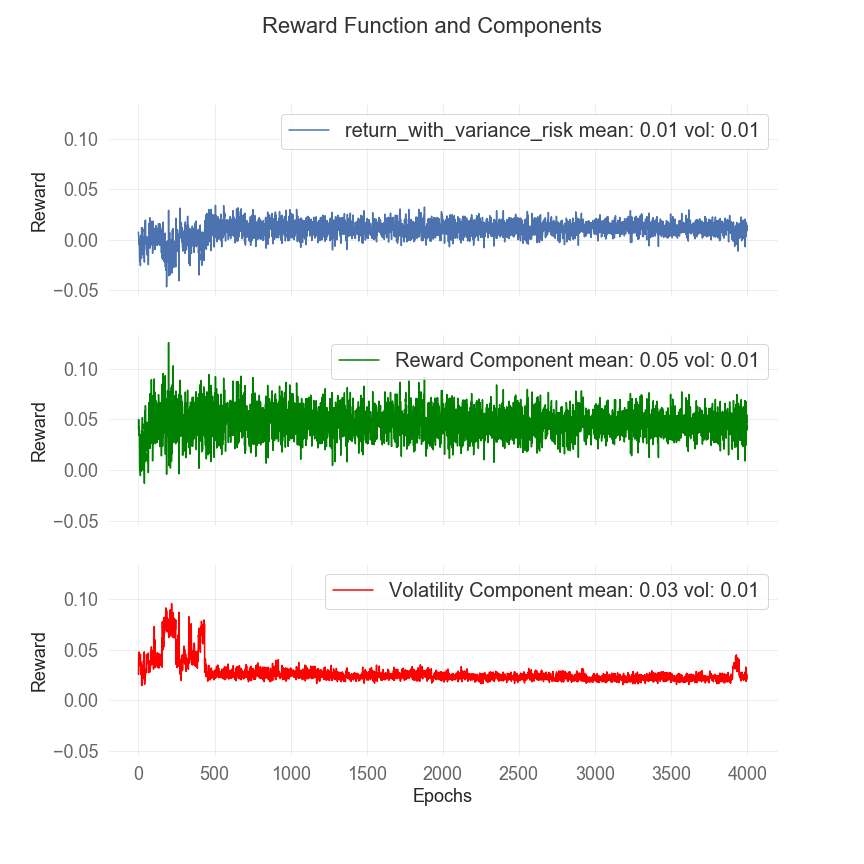 Reward Function and Components
return_with_variance_risk mean: 0.01 vol: 0.01
0.10
0.05
0.00
−0.05
Reward
Reward Component mean: 0.05 vol: 0.01
0.10
0.05
0.00
−0.05
Reward
Volatility Component mean: 0.03 vol: 0.01
0.10
0.05
0.00
−0.05
Reward
0 500 1000 1500 2000 2500 3000 3500 4000
Epochs